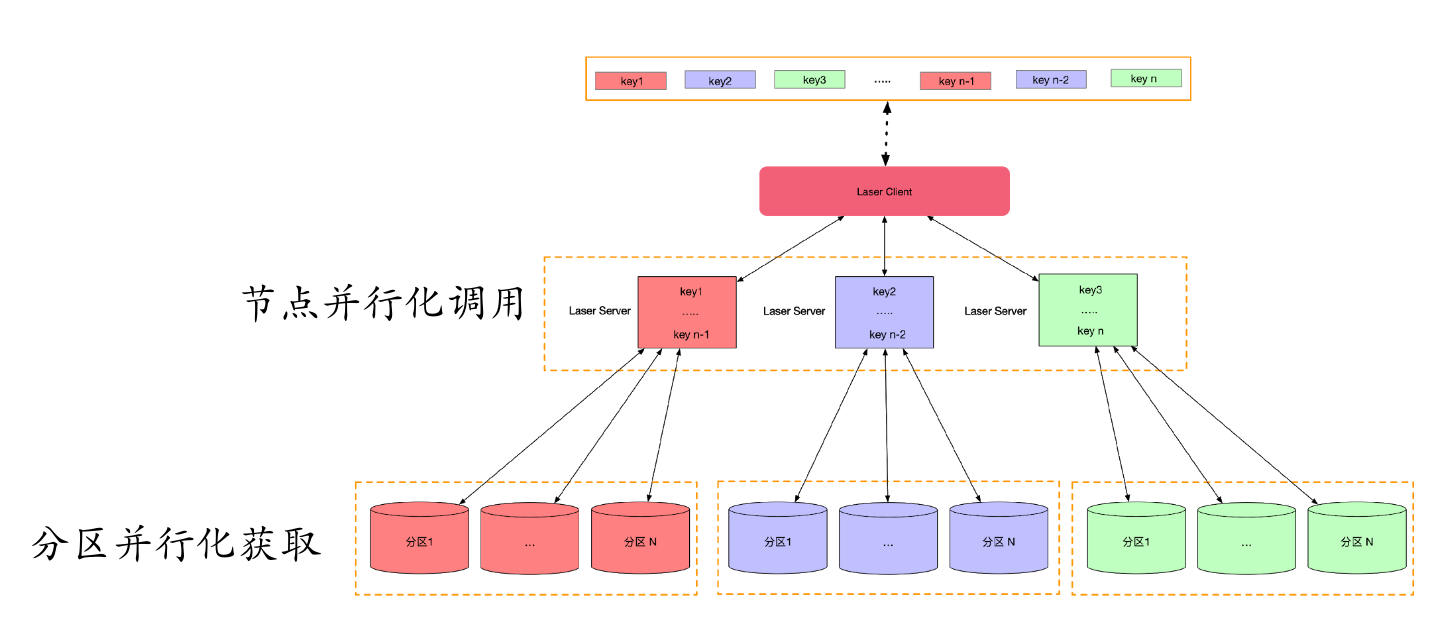 key1 key2 key3 ..... key n-1 key n-2 key n
Laser Client
节点并行化调用
Laser Server
key1
.....
key n-1
Laser Server
key2
.....
key n-2
Laser Server
key3
.....
key n
分区并行化获取
分区1 ... 分区 N
分区1 ... 分区 N
分区1 ... 分区 N